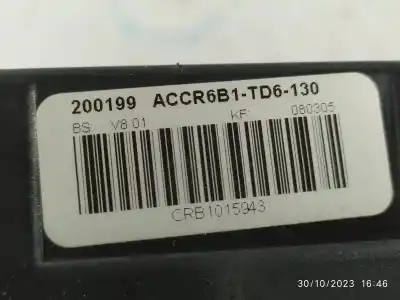 200199 ACCR6B1-TD6-130
BS: V8.01 KF: 080305
CRB1015943
30/10/2023 16:46